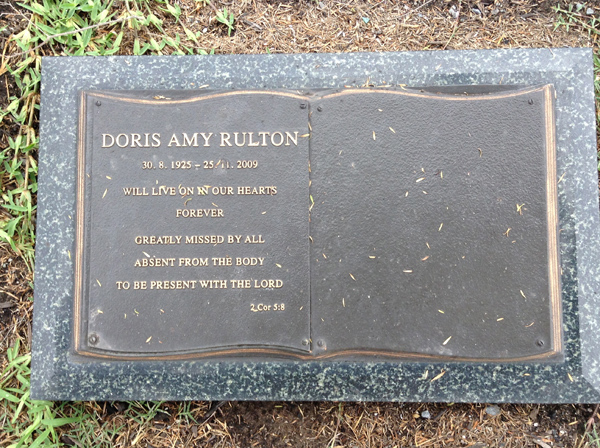 DORIS AMY RULTON
30. 8. 1925 - 25. 11. 2009
WILL LIVE ON IN OUR HEARTS
FOREVER
GREATLY MISSED BY ALL
ABSENT FROM THE BODY
TO BE PRESENT WITH THE LORD
2 Cor 5:8